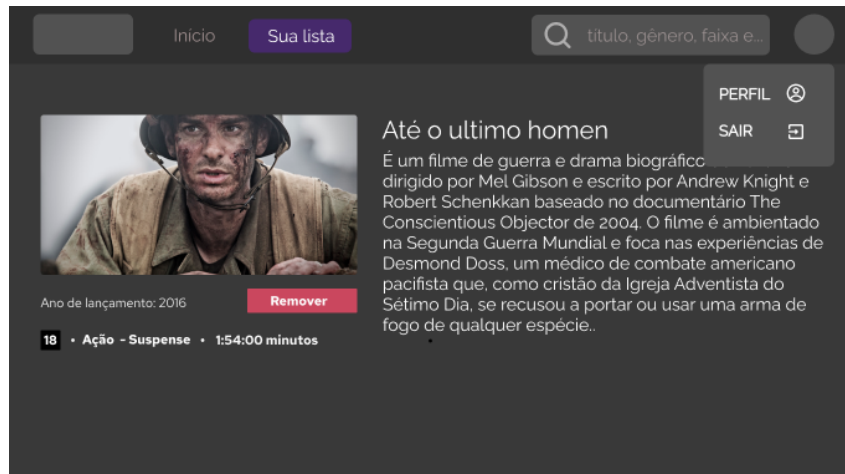 Início
Sua lista
título, gênero, faixa e...
PERFIL
SAIR
Até o ultimo homen
É um filme de guerra e drama biográfico
dirigido por Mel Gibson e escrito por Andrew Knight e
Robert Schenkkan baseado no documentário The
Conscientious Objector de 2004. O filme é ambientado
na Segunda Guerra Mundial e foca nas experiências de
Desmond Doss, um médico de combate americano
pacifista que, como cristão da Igreja Adventista do
Sétimo Dia, se recusou a portar ou usar uma arma de
fogo de qualquer espécie..
Ano de lançamento: 2016
Remover
18 • Ação - Suspense • 1:54:00 minutos